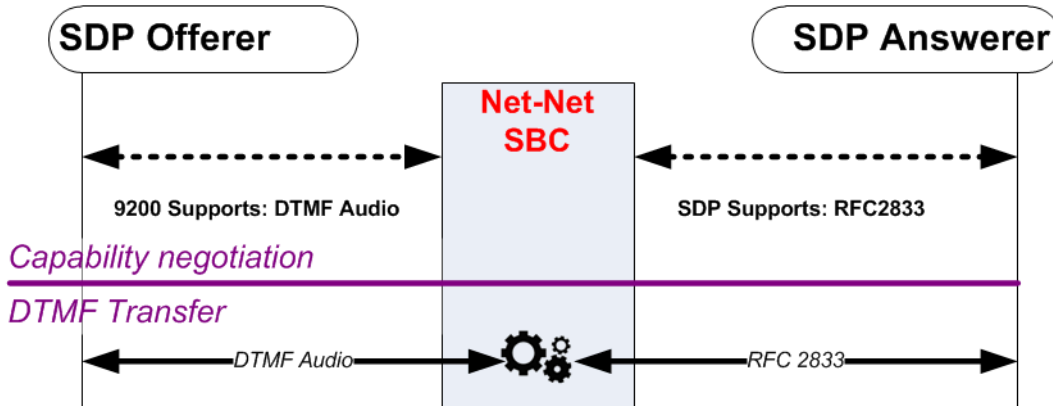 SDP Offerer
SDP Answerer
Net-Net
SBC
9200 Supports: DTMF Audio
SDP Supports: RFC2833
Capability negotiation
DTMF Transfer
DTMF Audio
RFC 2833